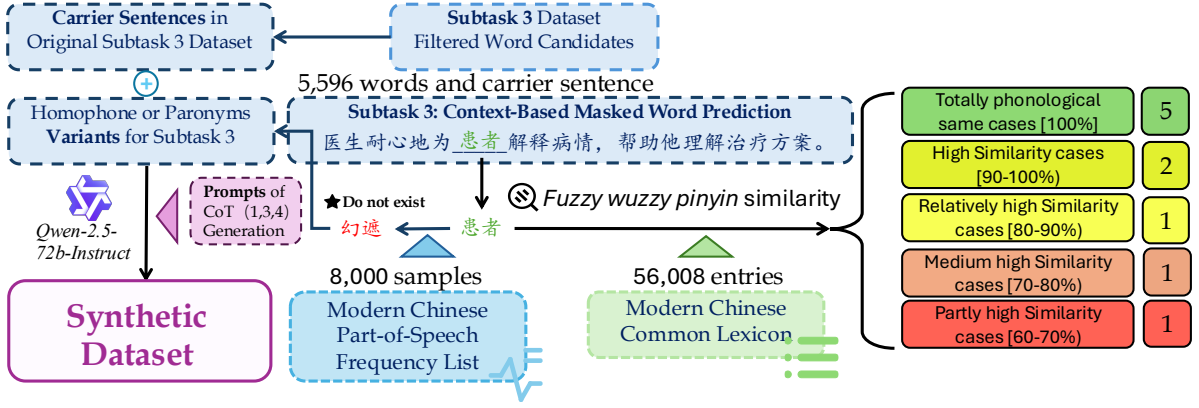 Carrier Sentences in
Original Subtask 3 Dataset
Subtask 3 Dataset
Filtered Word Candidates
5,596 words and carrier sentence
Homophone or Paronyms
Variants for Subtask 3
Subtask 3: Context-Based Masked Word Prediction
医生耐心地为__患者__解释病情，帮助他理解治疗方案。
Qwen-2.5-
72b-Instruct
Prompts of
CoT (1,3,4)
Generation
★Do not exist
幻遮
患者
Fuzzy wuzzy pinyin similarity
8,000 samples
56,008 entries
Synthetic
Dataset
Modern Chinese
Part-of-Speech
Frequency List
Modern Chinese
Common Lexicon
Totally phonological
same cases [100%]
5
High Similarity cases
[90-100%)
2
Relatively high Similarity
cases [80-90%)
1
Medium high Similarity
cases [70-80%)
1
Partly high Similarity
cases [60-70%)
1